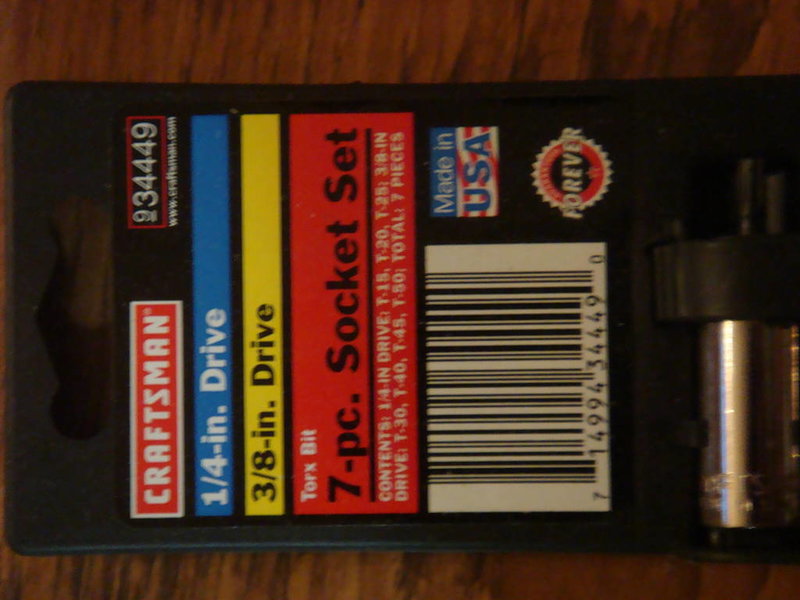 CRAFTSMAN®
934449
www.craftsman.com
1/4-in. Drive
3/8-in. Drive
Torx Bit
7-pc. Socket Set
CONTENTS: 1/4-IN DRIVE: T-15, T-20, T-25; 3/8-IN
DRIVE: T-30, T-40, T-45, T-50; TOTAL: 7 PIECES
Made in
USA
FOREVER
7 14994 34449 0